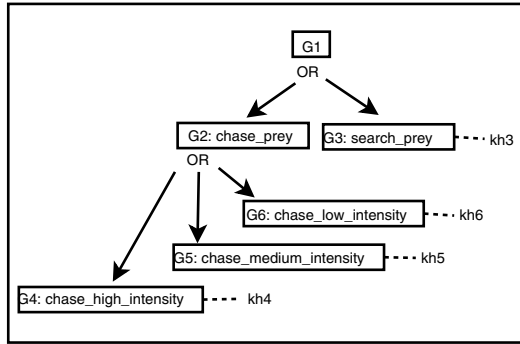 G1
OR
G2: chase_prey
G3: search_prey
kh3
OR
G6: chase_low_intensity
kh6
G5: chase_medium_intensity
kh5
G4: chase_high_intensity
kh4